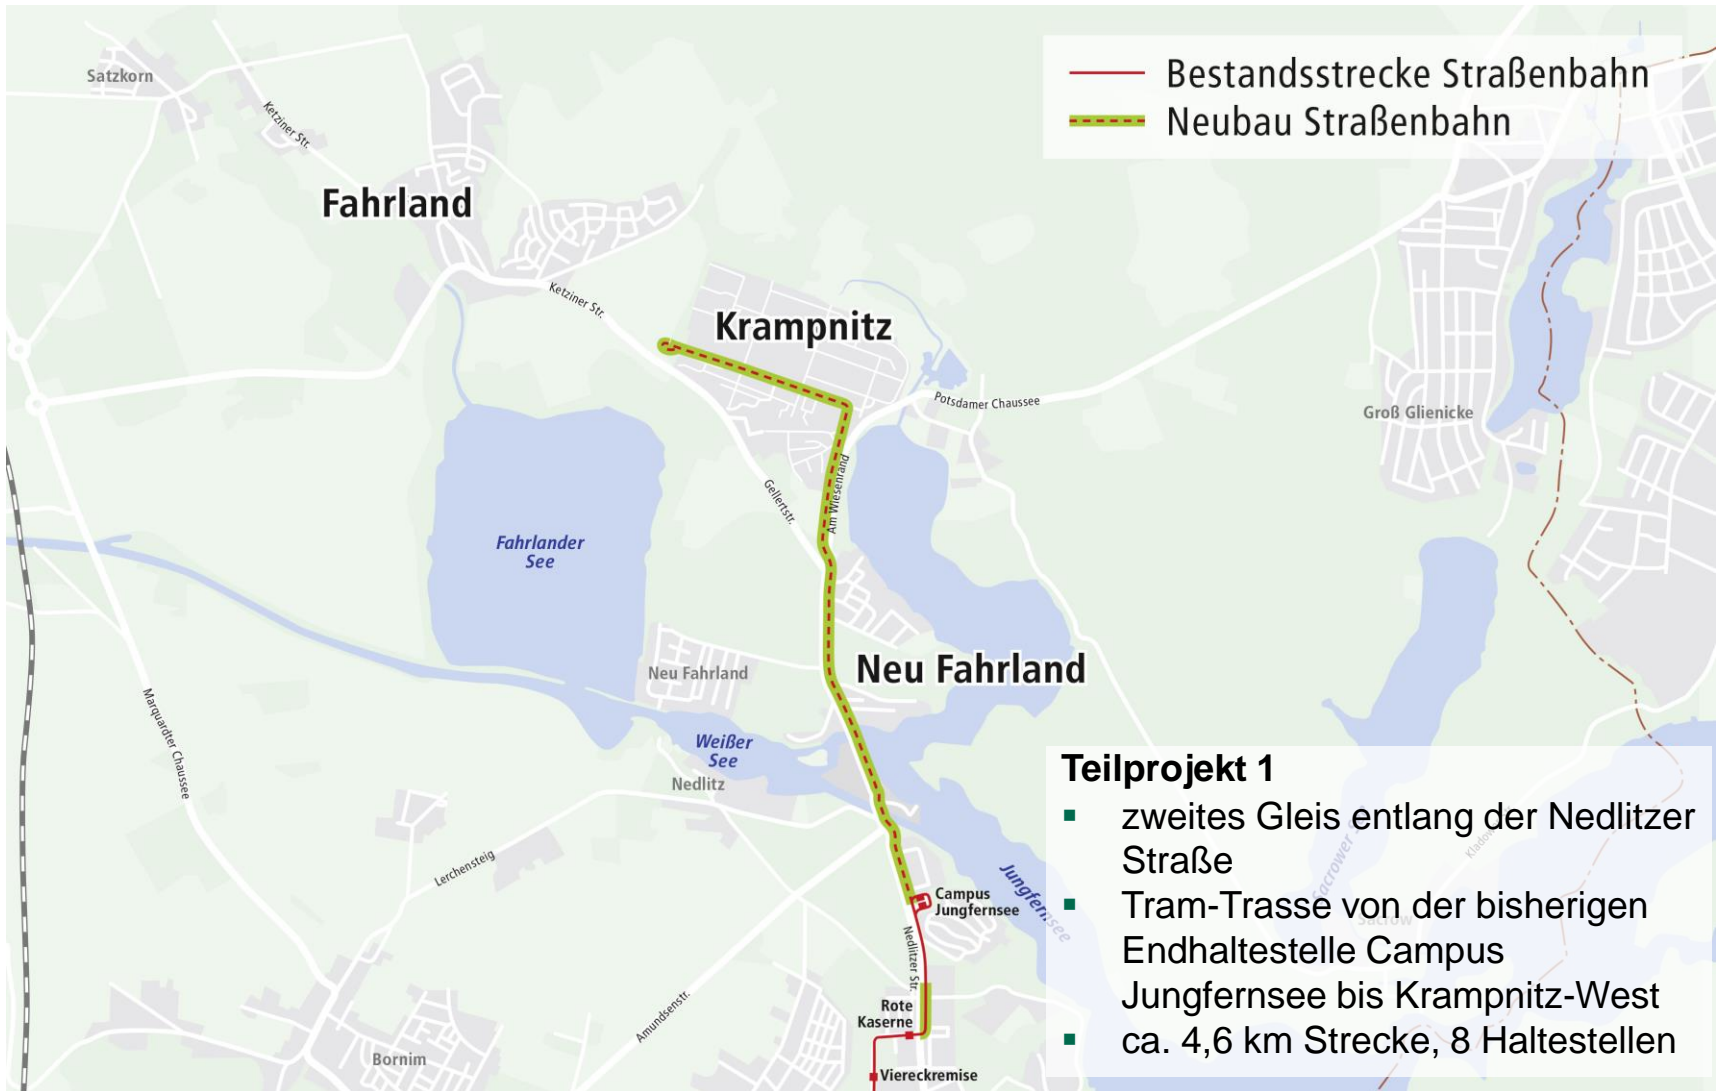 Bestandsstrecke Straßenbahn
Neubau Straßenbahn
Satzkorn
Ketziner Str.
Fahrland
Ketziner Str.
Krampnitz
Potsdamer Chaussee
Groß Glienicke
Am Wiesenrand
Gellertstr.
Fahrlander
See
Neu Fahrland
Neu Fahrland
Marquardter Chaussee
Weißer
See
Nedlitz
Lerchensteig
Campus
Jungfernsee
Jungfernsee
Nedlitzer Str.
Rote
Kaserne
Amundsenstr.
Bornim
Viereckremise
Sacrower
Sacrow
Teilprojekt 1
▪ zweites Gleis entlang der Nedlitzer
Straße
▪ Tram-Trasse von der bisherigen
Endhaltestelle Campus
Jungfernsee bis Krampnitz-West
▪ ca. 4,6 km Strecke, 8 Haltestellen